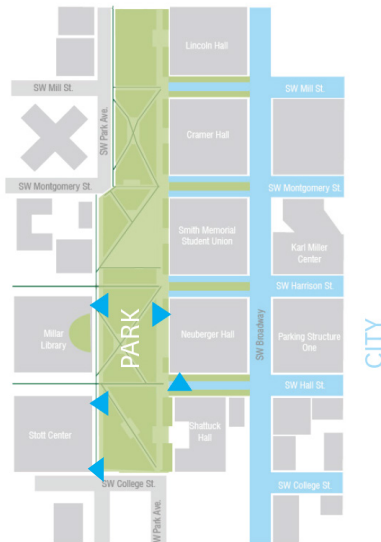 Lincoln Hall
SW Mill St.
SW Mill St.
SW Park Ave.
Cramer Hall
SW Montgomery St.
SW Montgomery St.
Smith Memorial
Student Union
Karl Miller
Center
SW Harrison St.
Millar
Library
PARK
Neuberger Hall
SW Broadway
Parking Structure
One
CITY
SW Hall St.
Stott Center
Shattuck
Hall
SW College St.
SW College St.
SW Park Ave.